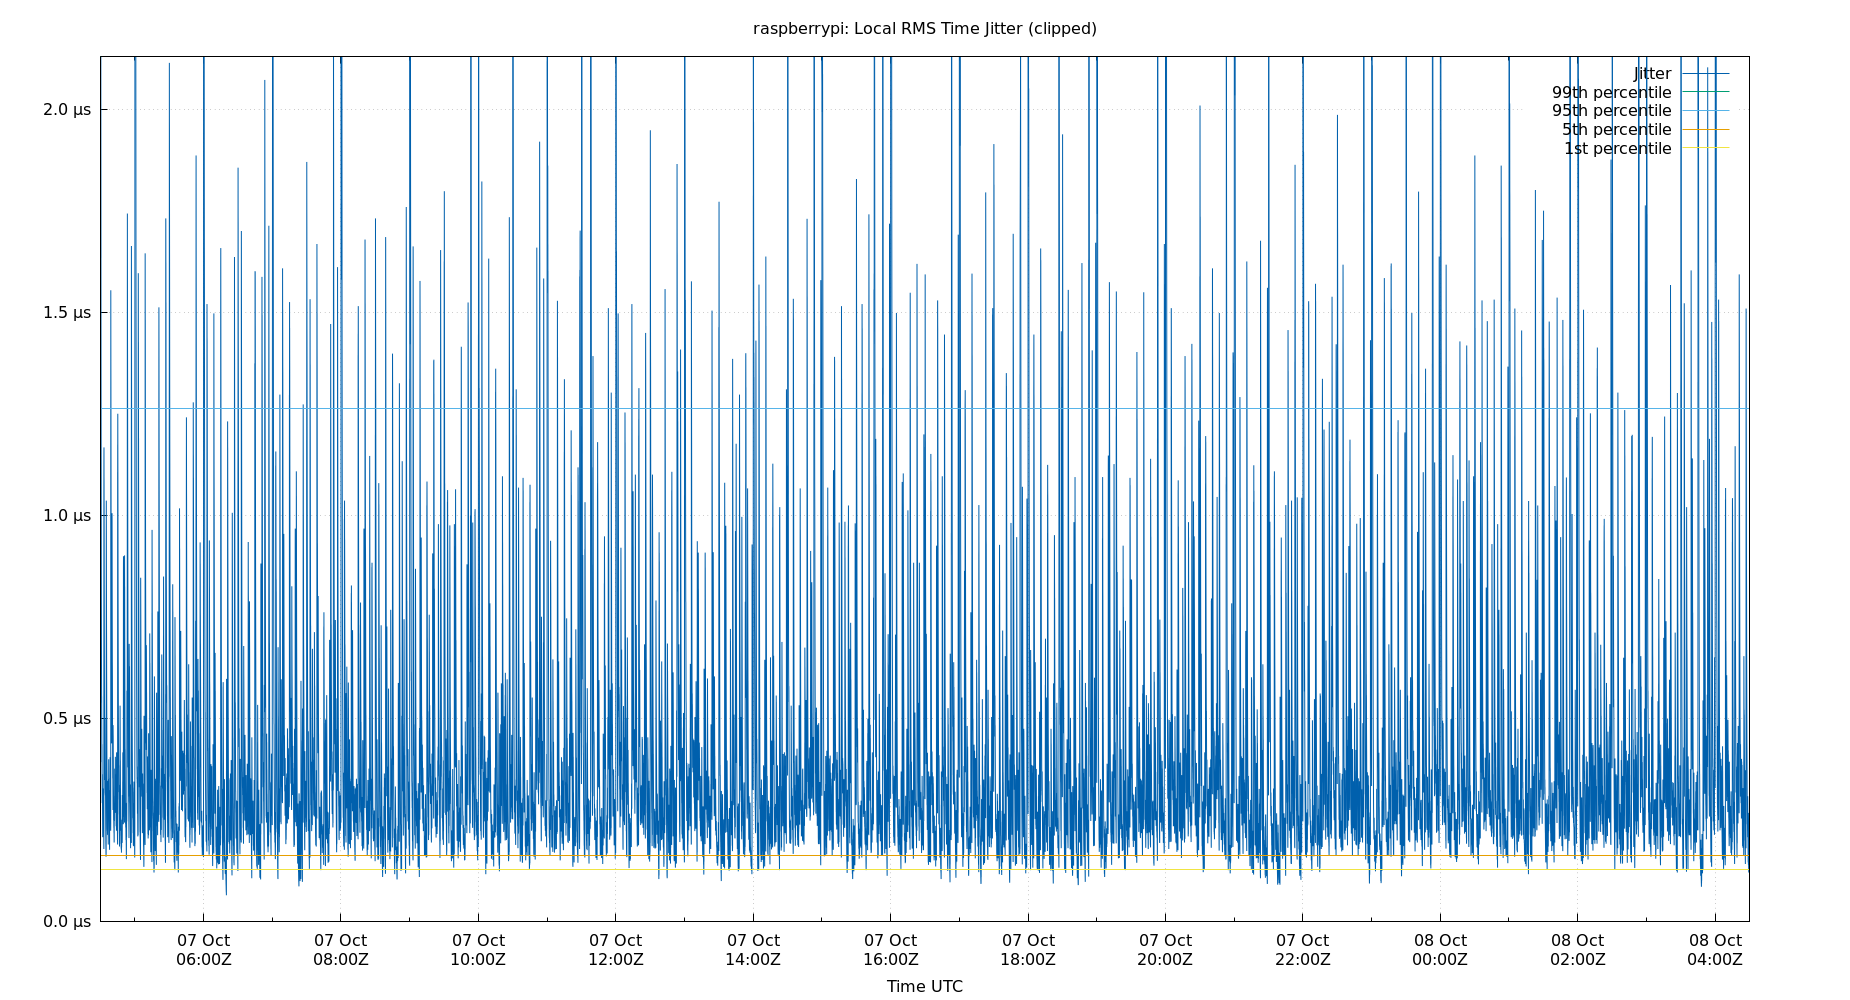 raspberrypi: Local RMS Time Jitter (clipped)
Jitter
99th percentile
95th percentile
5th percentile
1st percentile
2.0 µs
1.5 µs
1.0 µs
0.5 µs
0.0 µs
07 Oct 07 Oct 07 Oct 07 Oct 07 Oct 07 Oct 07 Oct 07 Oct 07 Oct 08 Oct 08 Oct 08 Oct
06:00Z 08:00Z 10:00Z 12:00Z 14:00Z 16:00Z 18:00Z 20:00Z 22:00Z 00:00Z 02:00Z 04:00Z
Time UTC